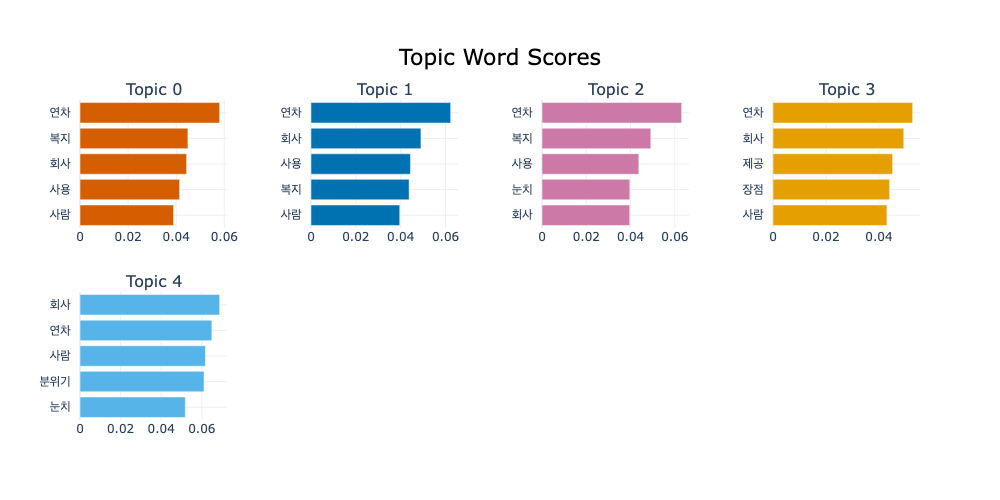 Topic Word Scores
Topic 0
연차
복지
회사
사용
사람
0 0.02 0.04 0.06
Topic 1
연차
회사
사용
복지
사람
0 0.02 0.04 0.06
Topic 2
연차
복지
사용
눈치
회사
0 0.02 0.04 0.06
Topic 3
연차
회사
제공
장점
사람
0 0.02 0.04
Topic 4
회사
연차
사람
분위기
눈치
0 0.02 0.04 0.06